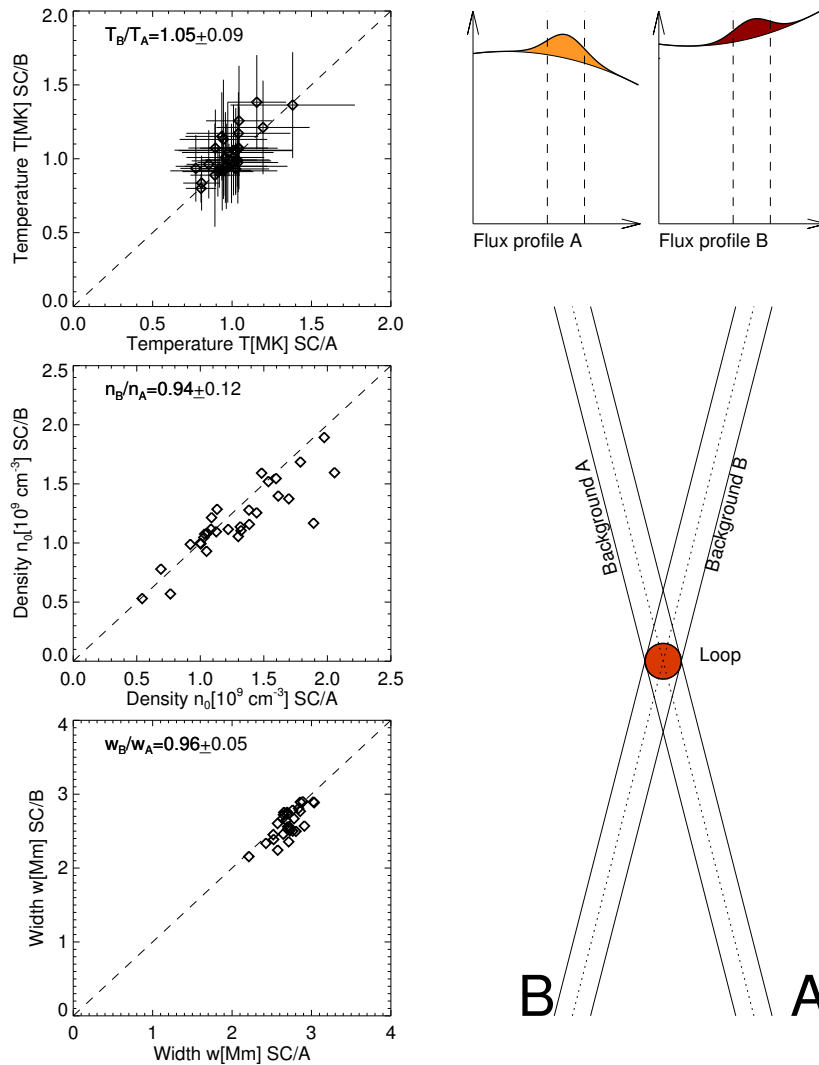 T_B/T_A=1.05±0.09
Temperature T[MK] SC/B
2.0
1.5
1.0
0.5
0.0
0.0 0.5 1.0 1.5 2.0
Temperature T[MK] SC/A
n_B/n_A=0.94±0.12
Density n_0[10^9 cm^-3] SC/B
2.5
2.0
1.5
1.0
0.5
0.0
0.0 0.5 1.0 1.5 2.0 2.5
Density n_0[10^9 cm^-3] SC/A
w_B/w_A=0.96±0.05
Width w[Mm] SC/B
4
3
2
1
0
0 1 2 3 4
Width w[Mm] SC/A
Flux profile A
Flux profile B
Background A
Background B
Loop
B
A